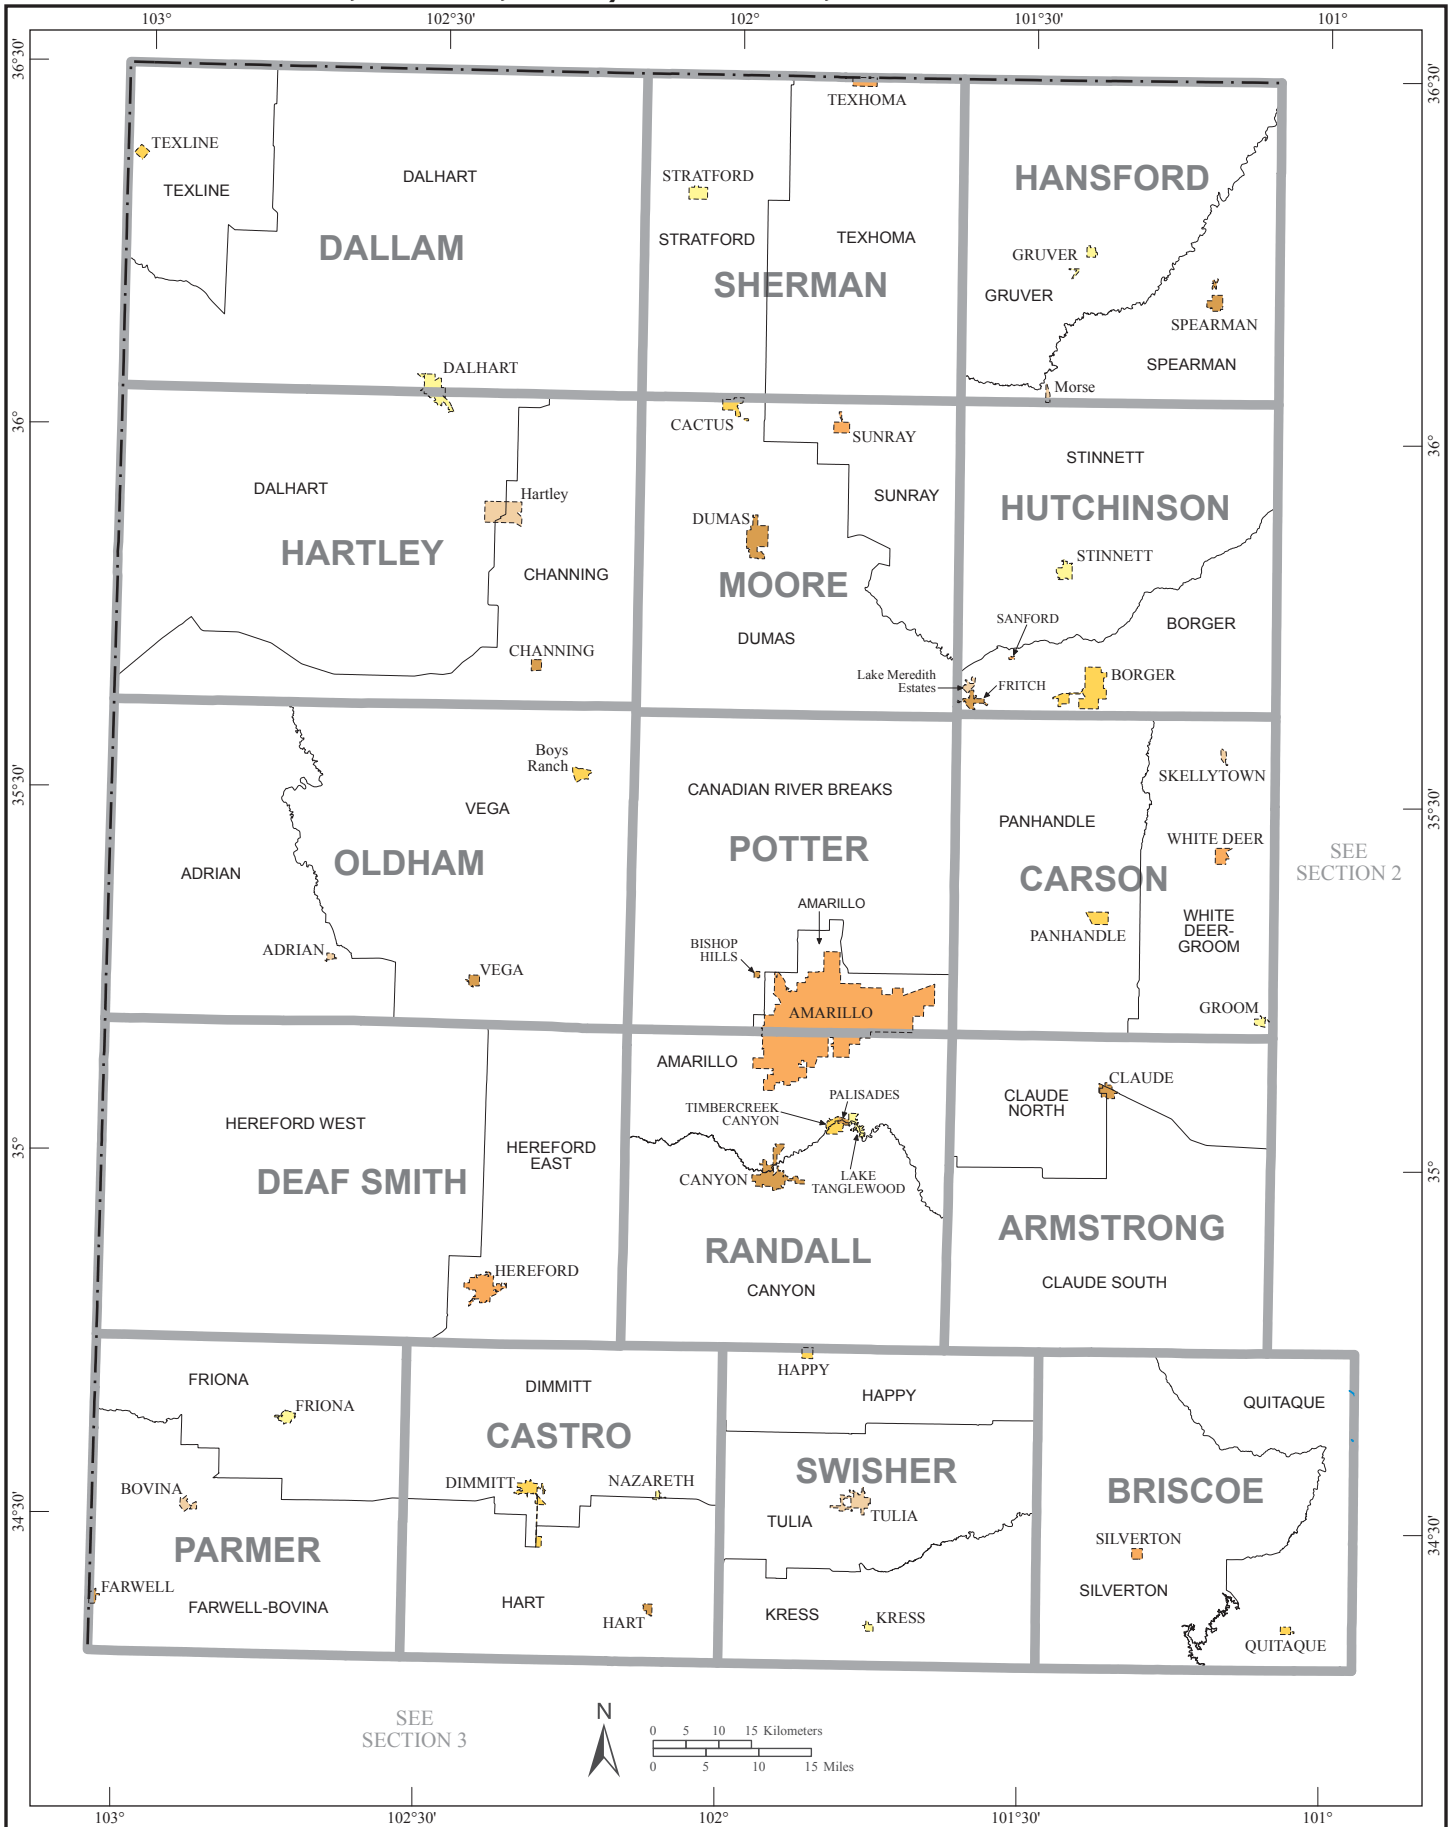 103°
102°30'
102°
101°30'
101°
36°30'
36°30'
TEXHOMA
TEXLINE
TEXLINE
DALHART
STRATFORD
HANSFORD
STRATFORD
TEXHOMA
DALLAM
SHERMAN
GRUVER
GRUVER
SPEARMAN
SPEARMAN
DALHART
Morse
36°
36°
CACTUS
SUNRAY
STINNETT
DALHART
Hartley
SUNRAY
HUTCHINSON
DUMAS
HARTLEY
CHANNING
MOORE
STINNETT
DUMAS
SANFORD
BORGER
CHANNING
Lake Meredith
Estates
FRITCH
BORGER
Boys
Ranch
SKELLYTOWN
35°30'
35°30'
CANADIAN RIVER BREAKS
VEGA
PANHANDLE
WHITE DEER
POTTER
SEE
SECTION 2
OLDHAM
ADRIAN
CARSON
AMARILLO
WHITE
DEER-
GROOM
PANHANDLE
BISHOP
HILLS
ADRIAN
VEGA
AMARILLO
GROOM
AMARILLO
CLAUDE
CLAUDE
NORTH
PALISADES
TIMBERCREEK
CANYON
HEREFORD WEST
HEREFORD
EAST
35°
35°
DEAF SMITH
CANYON
LAKE
TANGLEWOOD
ARMSTRONG
RANDALL
HEREFORD
CANYON
CLAUDE SOUTH
HAPPY
FRIONA
DIMMITT
HAPPY
QUITAQUE
FRIONA
CASTRO
SWISHER
BOVINA
DIMMITT
NAZARETH
BRISCOE
34°30'
34°30'
TULIA
TULIA
PARMER
SILVERTON
FARWELL
FARWELL-BOVINA
HART
HART
KRESS
KRESS
SILVERTON
QUITAQUE
SEE
SECTION 3
N
0 5 10 15 Kilometers
0 5 10 15 Miles
103°
102°30'
102°
101°30'
101°